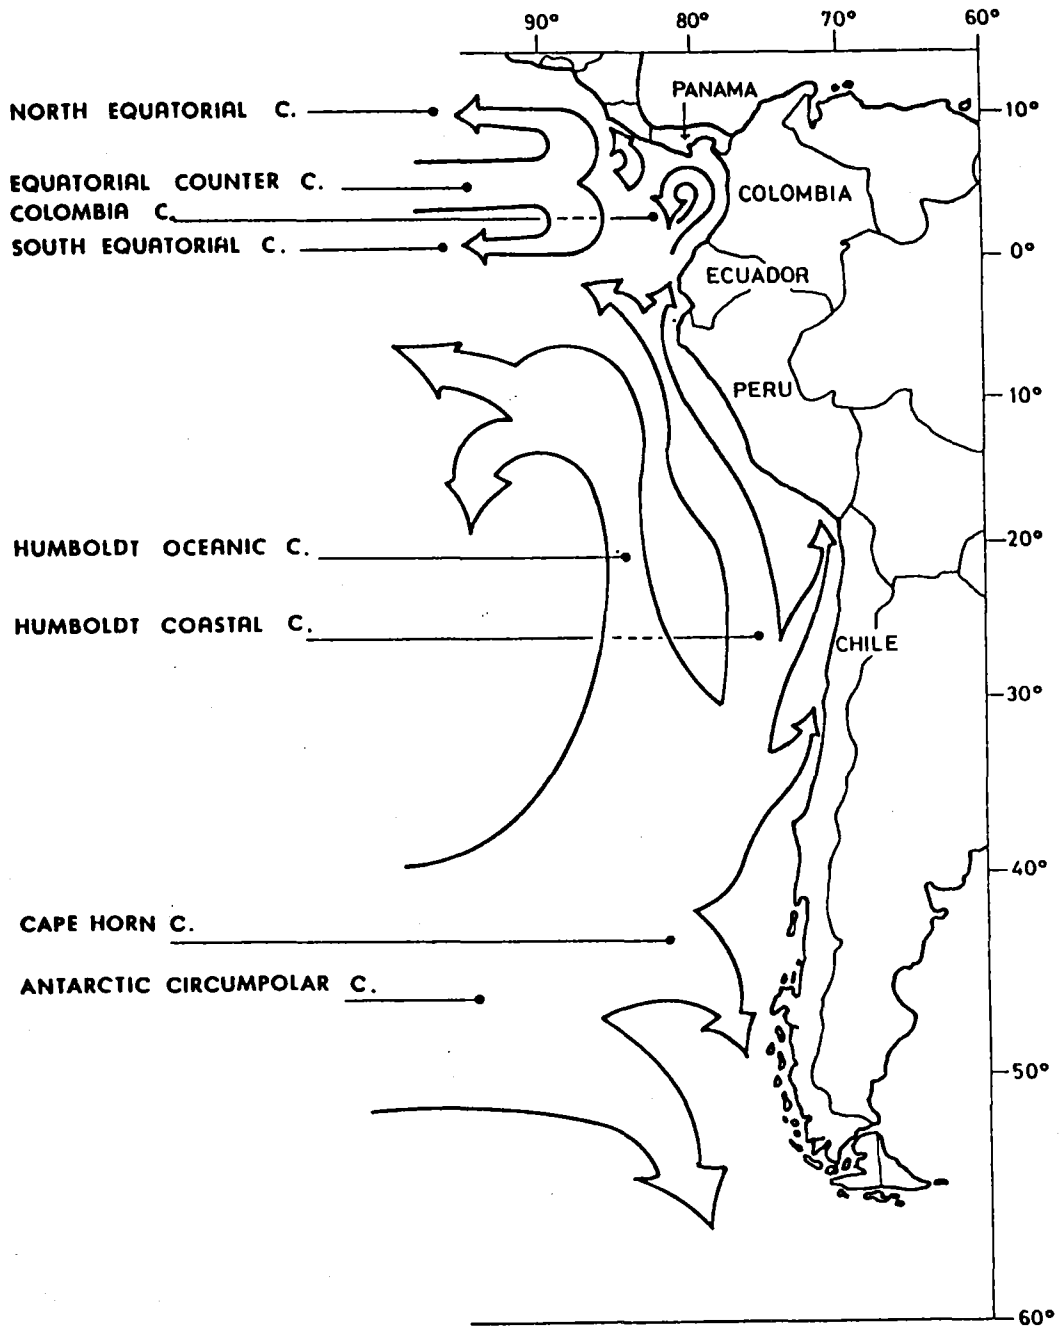 90° 80° 70° 60°
PANAMA
NORTH EQUATORIAL C.
10°
EQUATORIAL COUNTER C.
COLOMBIA
COLOMBIA C.
SOUTH EQUATORIAL C.
0°
ECUADOR
PERU
10°
HUMBOLDT OCEANIC C.
20°
HUMBOLDT COASTAL C.
CHILE
30°
40°
CAPE HORN C.
ANTARCTIC CIRCUMPOLAR C.
50°
60°